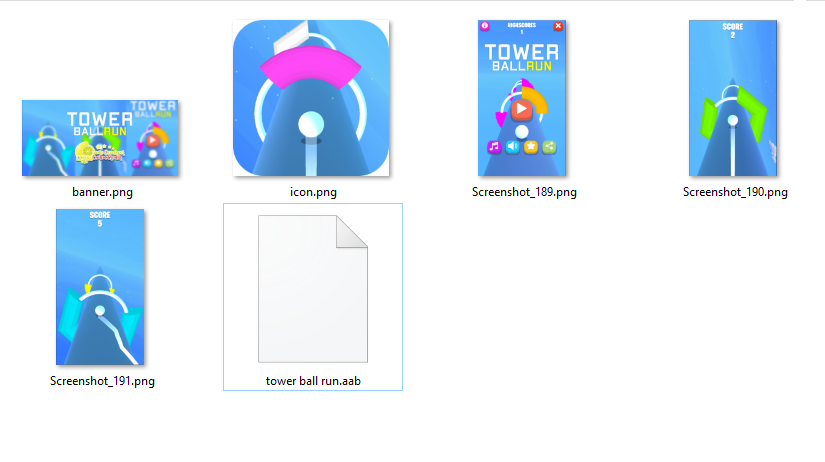 HIGHSCORES
1
TOWER
BALLRUN
SCORE
2
TOWER
BALLRUN
TOWER
BALLRUN
banner.png
icon.png
Screenshot_189.png
Screenshot_190.png
SCORE
5
Screenshot_191.png
tower ball run.aab